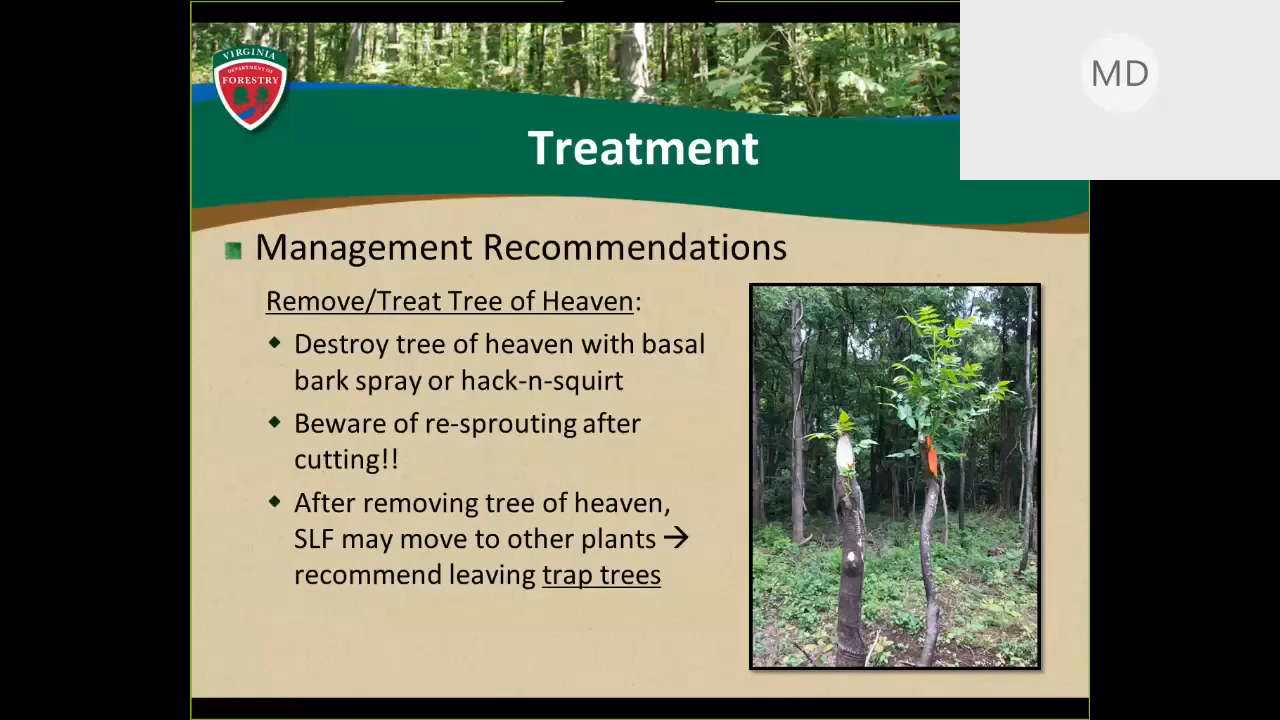 VIRGINIA
DEPARTMENT OF
FORESTRY
MD
Treatment
Management Recommendations
Remove/Treat Tree of Heaven:
Destroy tree of heaven with basal
bark spray or hack-n-squirt
Beware of re-sprouting after
cutting!!
After removing tree of heaven,
SLF may move to other plants →
recommend leaving trap trees